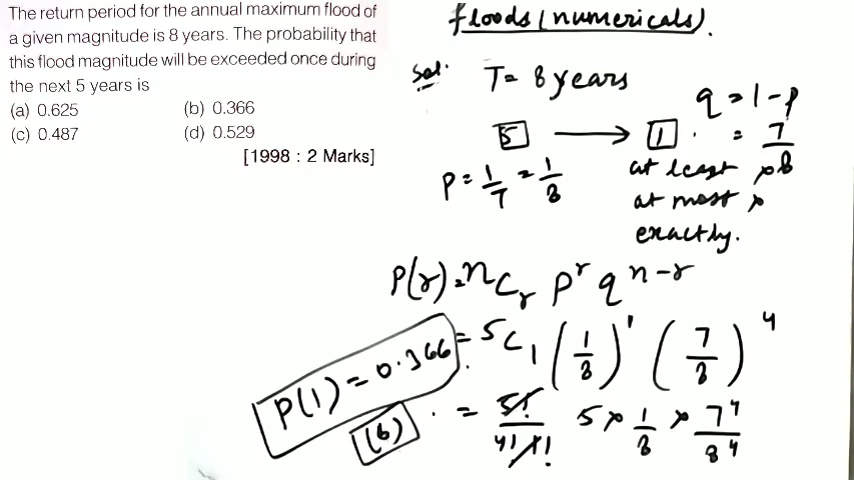 The return period for the annual maximum flood of
a given magnitude is 8 years. The probability that
this flood magnitude will be exceeded once during
the next 5 years is
(a) 0.625 (b) 0.366
(c) 0.487 (d) 0.529
[1998 : 2 Marks]
floods (numericals).
Sol. T= 8 years
q = 1 - p
= 7/8
5 → 1.
P = 1/T = 1/8
at least ×
at most ×
exactly.
P(r) = nCr p^r q^n-r
= 5C1 (1/8)^1 (7/8)^4
P(1) = 0.366
= 5!/4! 1! 5 × 1/8 × 7^4/8^4
(b)